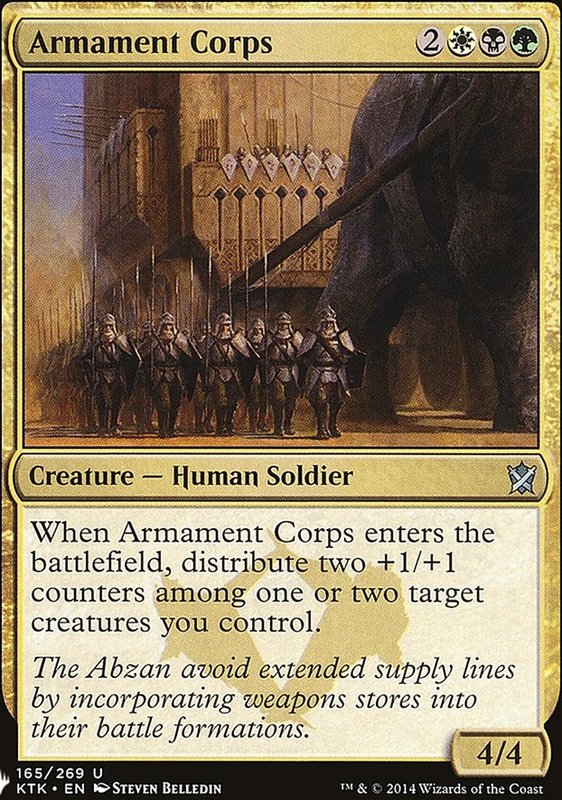 Armament Corps
2
Creature — Human Soldier
When Armament Corps enters the
battlefield, distribute two +1/+1
counters among one or two target
creatures you control.
The Abzan avoid extended supply lines
by incorporating weapons stores into
their battle formations.
4/4
165/269 U
KTK • EN Steven Belledin
™ & © 2014 Wizards of the Coast